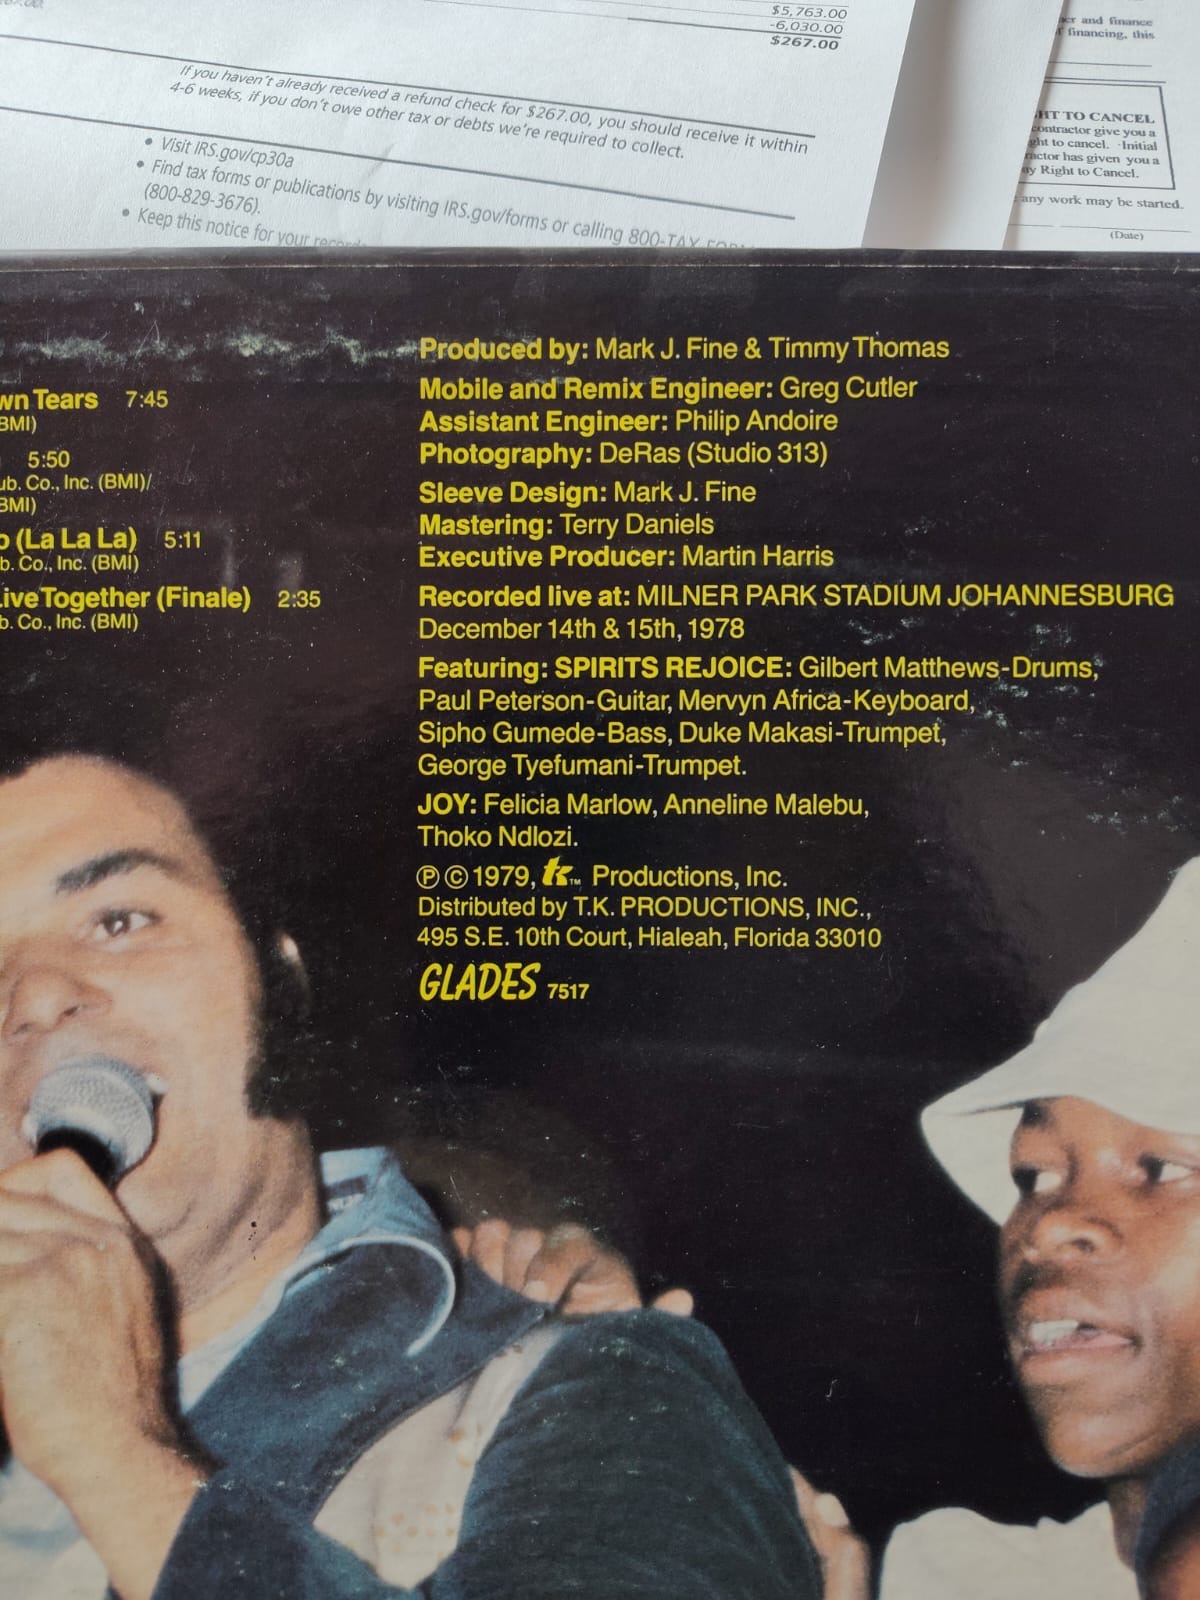 $5,763.00
-6,030.00
$267.00
If you haven't already received a refund check for $267.00, you should receive it within
4-6 weeks, if you don't owe other tax or debts we're required to collect.
• Visit IRS.gov/cp30a
• Find tax forms or publications by visiting IRS.gov/forms or calling 800-TAX-FORM
(800-829-3676).
• Keep this notice for your records
and finance
financing, this
HT TO CANCEL
contractor give you a
ght to cancel. Initial
actor has given you a
ay Right to Cancel.
any work may be started.
(Date)
wn Tears 7:45
BMI)
5:50
ub. Co., Inc. (BMI)/
BMI)
o (La La La) 5:11
b. Co., Inc. (BMI)
Live Together (Finale) 2:35
b. Co., Inc. (BMI)
Produced by: Mark J. Fine & Timmy Thomas
Mobile and Remix Engineer: Greg Cutler
Assistant Engineer: Philip Andoire
Photography: DeRas (Studio 313)
Sleeve Design: Mark J. Fine
Mastering: Terry Daniels
Executive Producer: Martin Harris
Recorded live at: MILNER PARK STADIUM JOHANNESBURG
December 14th & 15th, 1978
Featuring: SPIRITS REJOICE: Gilbert Matthews-Drums,
Paul Peterson-Guitar, Mervyn Africa-Keyboard,
Sipho Gumede-Bass, Duke Makasi-Trumpet,
George Tyefumani-Trumpet.
JOY: Felicia Marlow, Anneline Malebu,
Thoko Ndlozi.
℗ © 1979, tk™ Productions, Inc.
Distributed by T.K. PRODUCTIONS, INC.,
495 S.E. 10th Court, Hialeah, Florida 33010
GLADES 7517